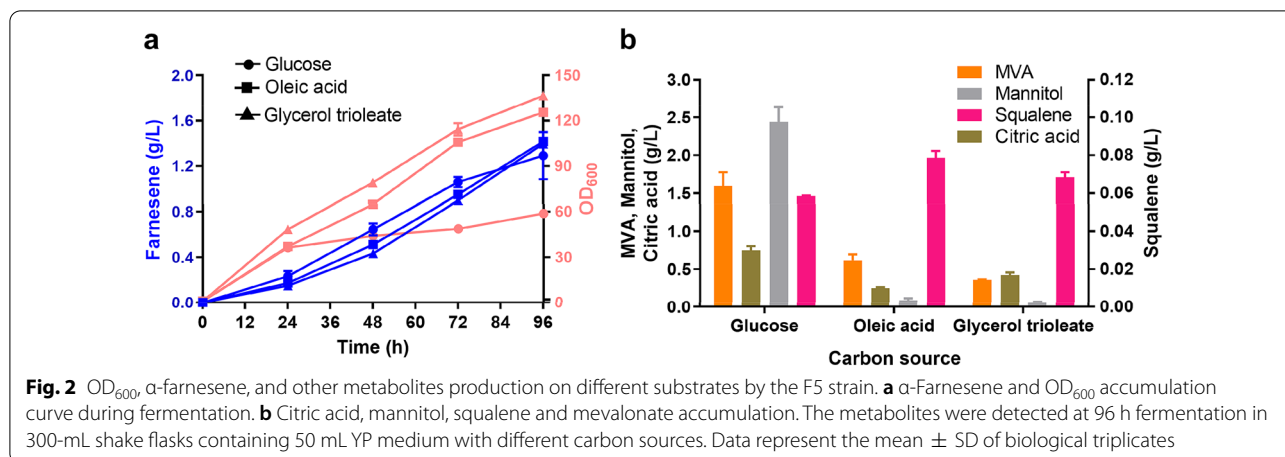 a
Glucose
Oleic acid
Glycerol trioleate
Farnesene (g/L)
2.0
1.6
1.2
0.8
0.4
0.0
150
120
90
60
30
0
OD600
0 12 24 36 48 60 72 84 96
Time (h)
b
MVA
Mannitol
Squalene
Citric acid
MVA, Mannitol,
Citric acid (g/L)
3.0
2.5
2.0
1.5
1.0
0.5
0.0
0.12
0.10
0.08
0.06
0.04
0.02
0.00
Squalene (g/L)
Glucose Oleic acid Glycerol trioleate
Carbon source
Fig. 2 OD600, α-farnesene, and other metabolites production on different substrates by the F5 strain. a α-Farnesene and OD600 accumulation
curve during fermentation. b Citric acid, mannitol, squalene and mevalonate accumulation. The metabolites were detected at 96 h fermentation in
300-mL shake flasks containing 50 mL YP medium with different carbon sources. Data represent the mean ± SD of biological triplicates